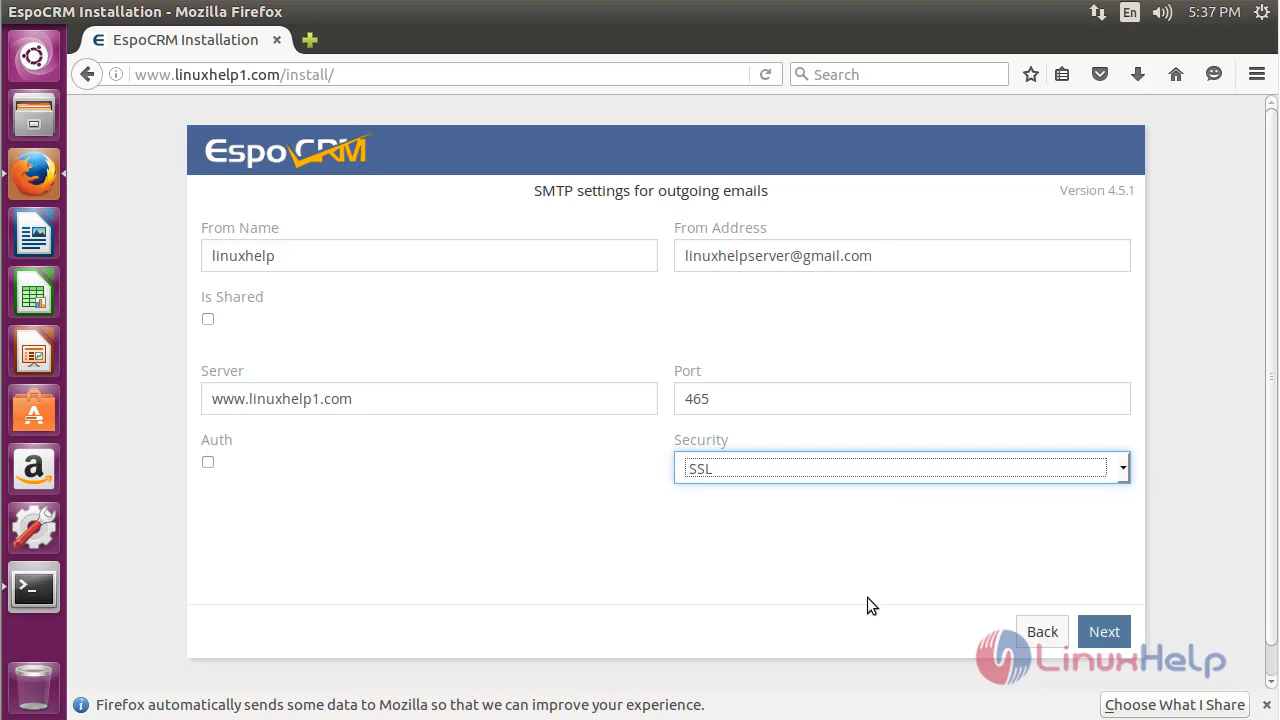 EspoCRM Installation - Mozilla Firefox
En
5:37 PM
EspoCRM Installation
www.linuxhelp1.com/install/
Search
EspoCRM
SMTP settings for outgoing emails
Version 4.5.1
From Name
From Address
linuxhelp
linuxhelpserver@gmail.com
Is Shared
Server
Port
www.linuxhelp1.com
465
Auth
Security
SSL
Back
Next
LinuxHelp
Firefox automatically sends some data to Mozilla so that we can improve your experience.
Choose What I Share